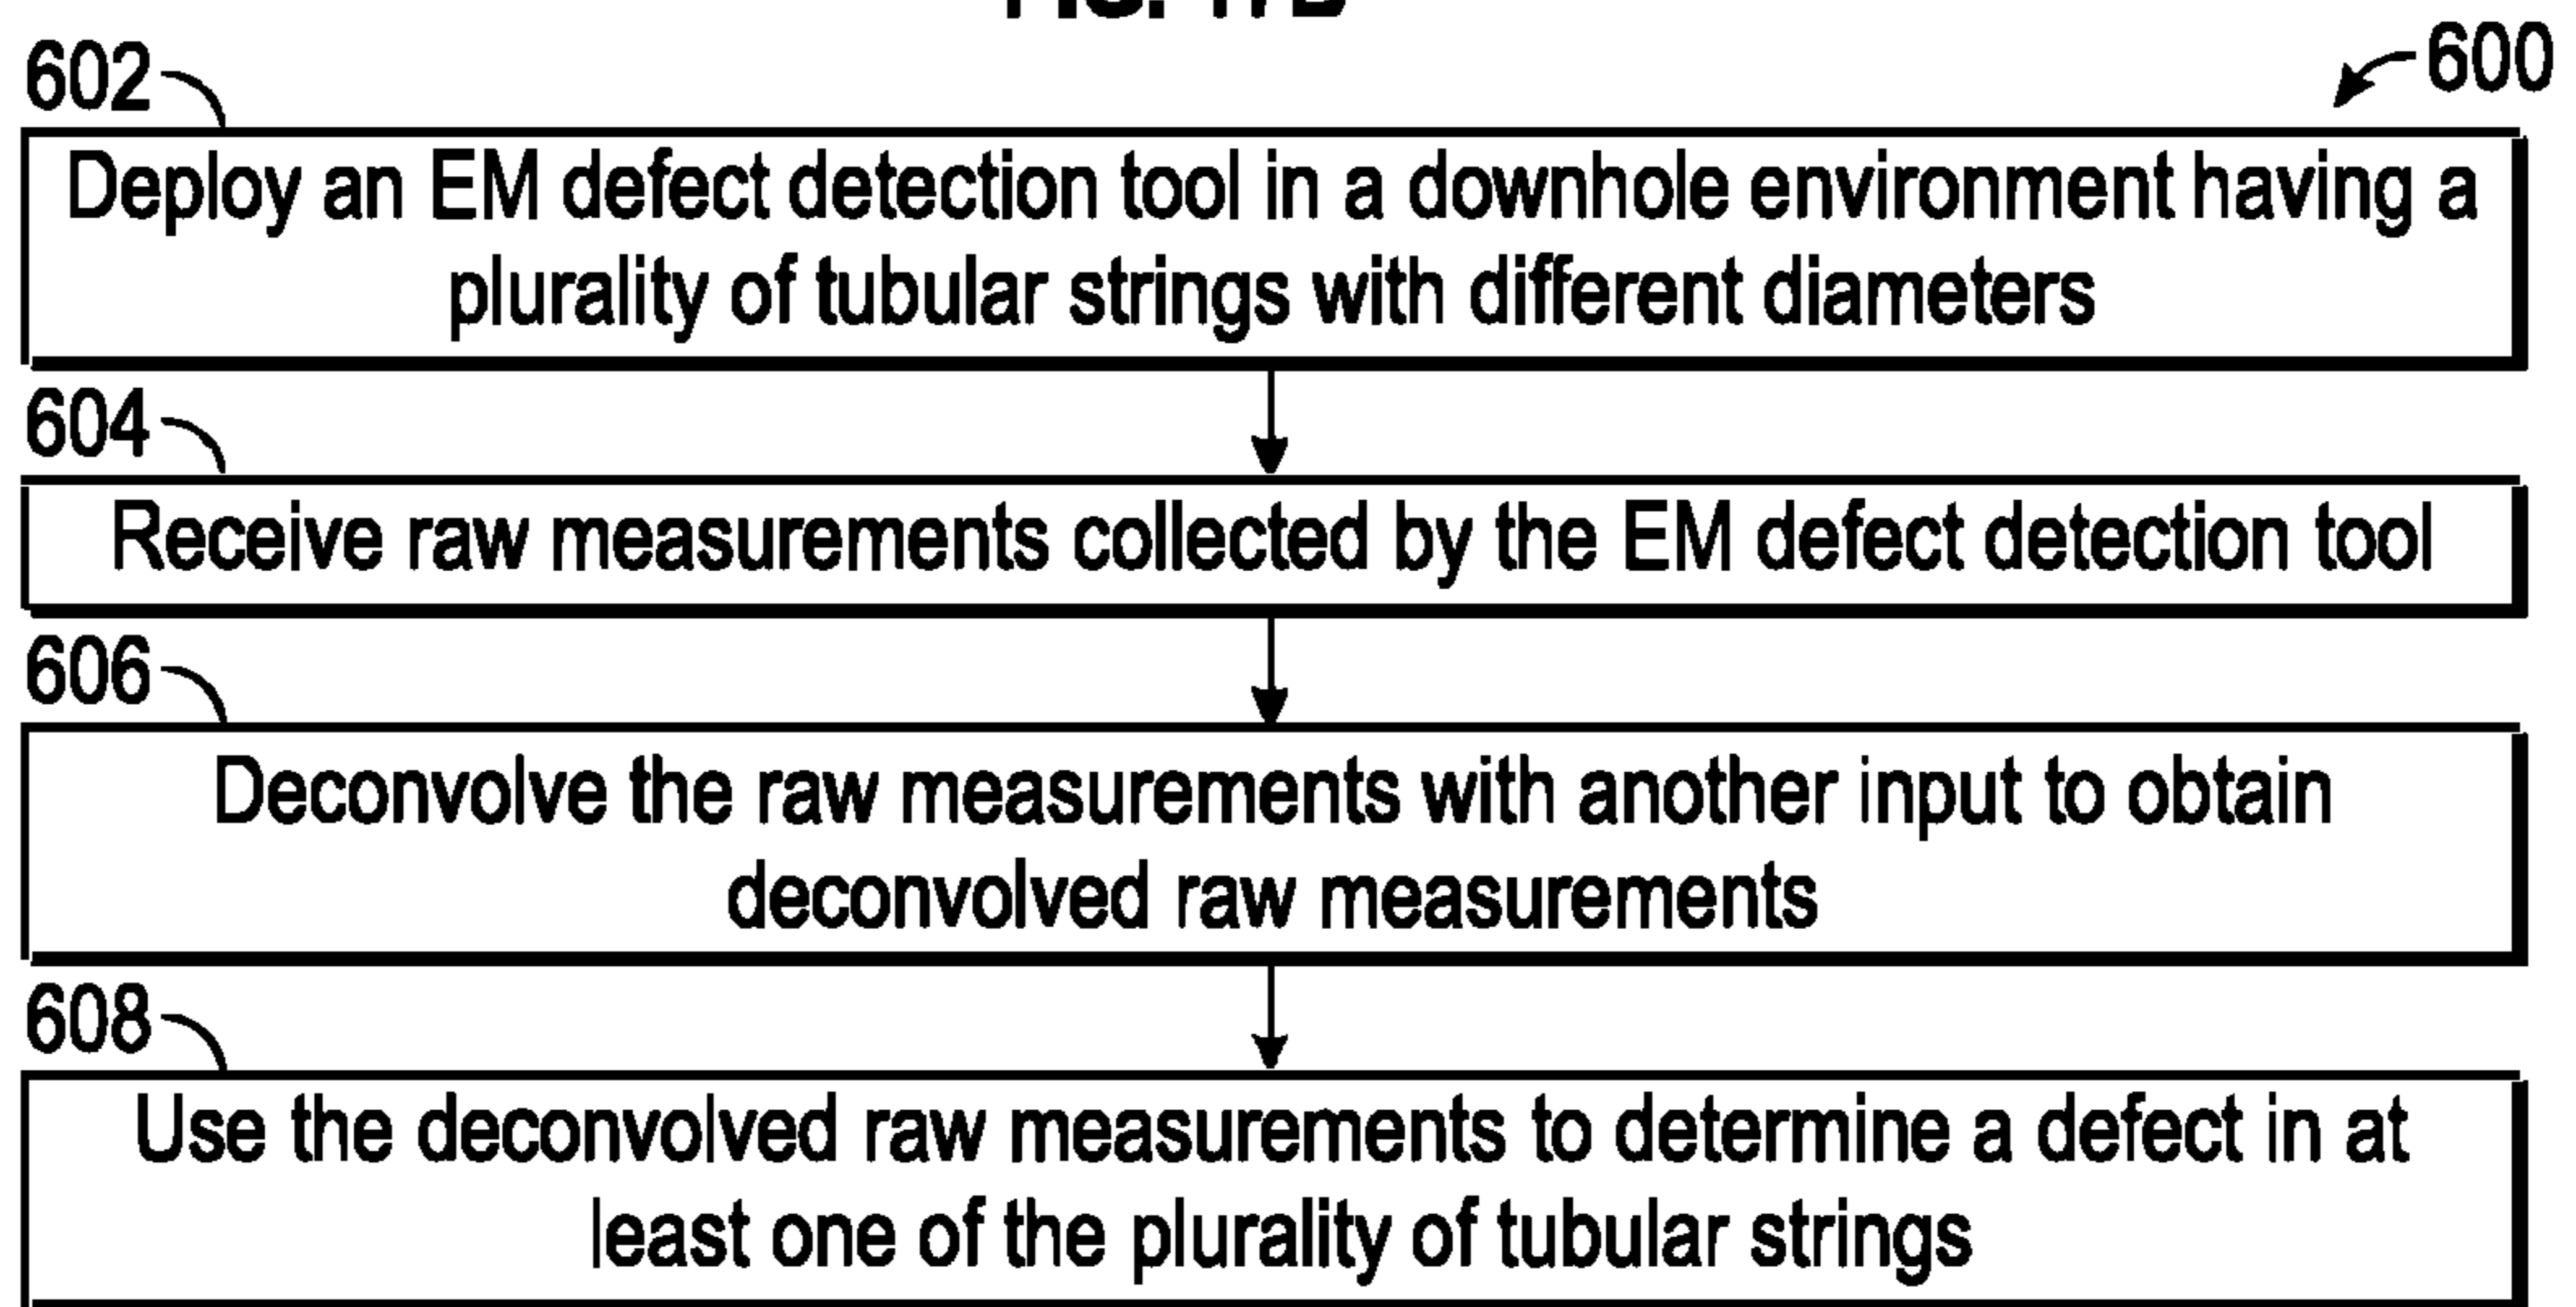 602
600
Deploy an EM defect detection tool in a downhole environment having a
plurality of tubular strings with different diameters
604
Receive raw measurements collected by the EM defect detection tool
606
Deconvolve the raw measurements with another input to obtain
deconvolved raw measurements
608
Use the deconvolved raw measurements to determine a defect in at
least one of the plurality of tubular strings